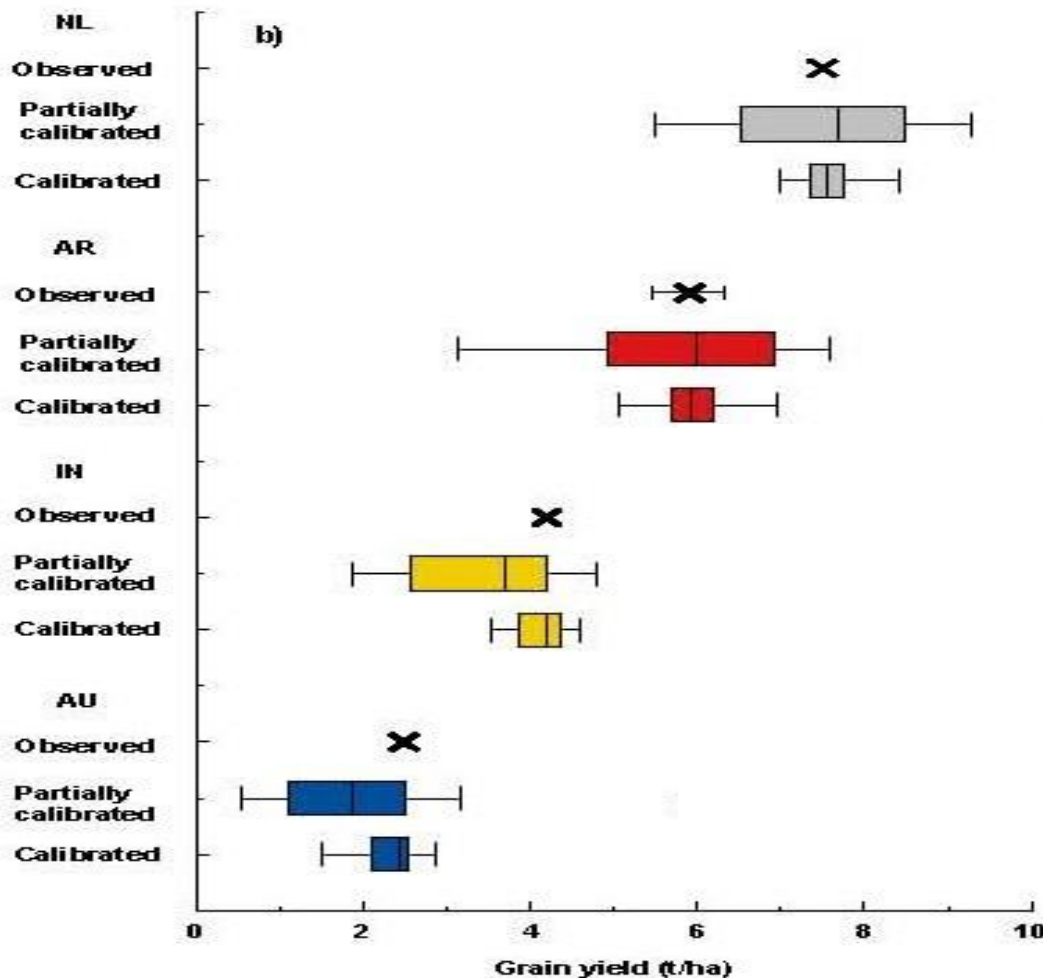 NL
b)
Observed
Partially
calibrated
Calibrated
AR
Observed
Partially
calibrated
Calibrated
IN
Observed
Partially
calibrated
Calibrated
AU
Observed
Partially
calibrated
Calibrated
0 2 4 6 8 10
Grain yield (t/ha)